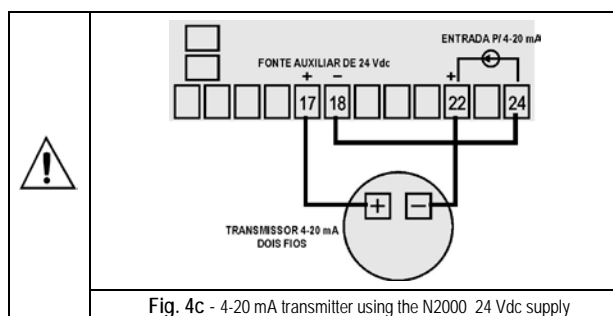 ENTRADA P/ 4-20 mA
FONTE AUXILIAR DE 24 Vdc
+ − +
17 18 22 24
+ −
TRANSMISSOR 4-20 mA
DOIS FIOS
Fig. 4c - 4-20 mA transmitter using the N2000 24 Vdc supply